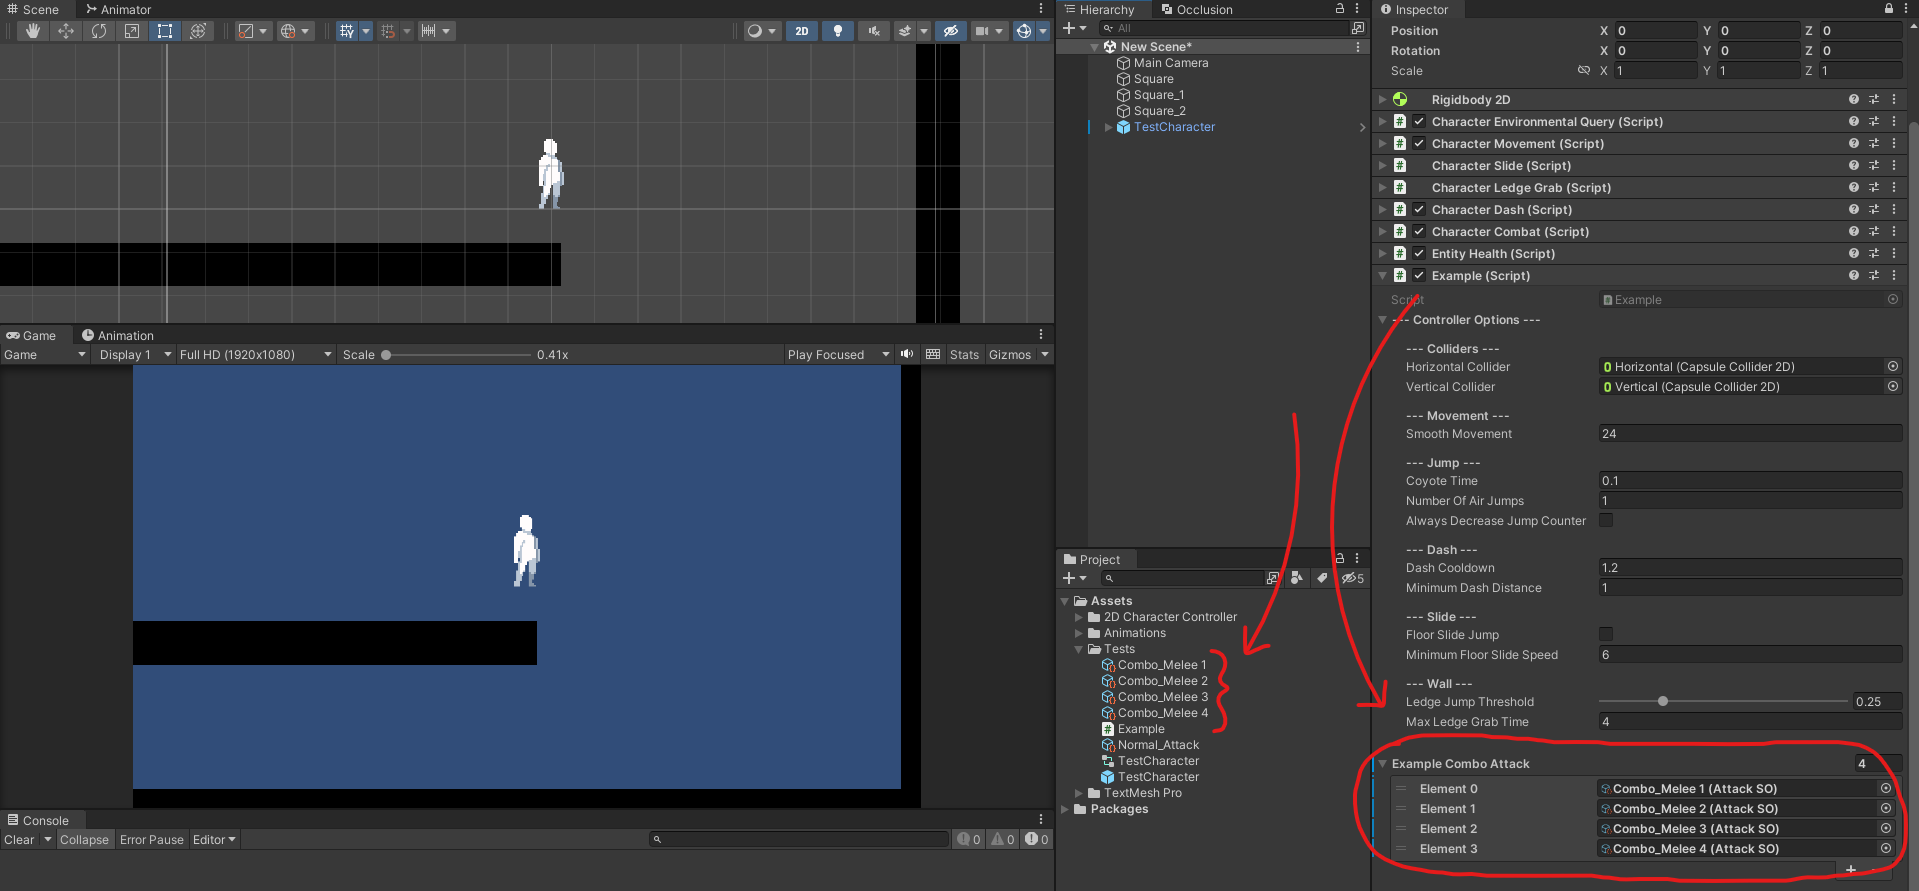 Scene Animator
2D
Game Animation
Game Display 1 Full HD (1920x1080) Scale 0.41x Play Focused Stats Gizmos
Console
Clear Collapse Error Pause Editor 0 0 0
Hierarchy Occlusion
All
New Scene*
Main Camera
Square
Square_1
Square_2
TestCharacter
Project
5
Assets
2D Character Controller
Animations
Tests
Combo_Melee 1
Combo_Melee 2
Combo_Melee 3
Combo_Melee 4
Example
Normal_Attack
TestCharacter
TestCharacter
TextMesh Pro
Packages
Inspector
Position X 0 Y 0 Z 0
Rotation X 0 Y 0 Z 0
Scale X 1 Y 1 Z 1
Rigidbody 2D
Character Environmental Query (Script)
Character Movement (Script)
Character Slide (Script)
Character Ledge Grab (Script)
Character Dash (Script)
Character Combat (Script)
Entity Health (Script)
Example (Script)
Script Example
--- Controller Options ---
--- Colliders ---
Horizontal Collider Horizontal (Capsule Collider 2D)
Vertical Collider Vertical (Capsule Collider 2D)
--- Movement ---
Smooth Movement 24
--- Jump ---
Coyote Time 0.1
Number Of Air Jumps 1
Always Decrease Jump Counter
--- Dash ---
Dash Cooldown 1.2
Minimum Dash Distance 1
--- Slide ---
Floor Slide Jump
Minimum Floor Slide Speed 6
--- Wall ---
Ledge Jump Threshold 0.25
Max Ledge Grab Time 4
Example Combo Attack 4
Element 0 Combo_Melee 1 (Attack SO)
Element 1 Combo_Melee 2 (Attack SO)
Element 2 Combo_Melee 3 (Attack SO)
Element 3 Combo_Melee 4 (Attack SO)